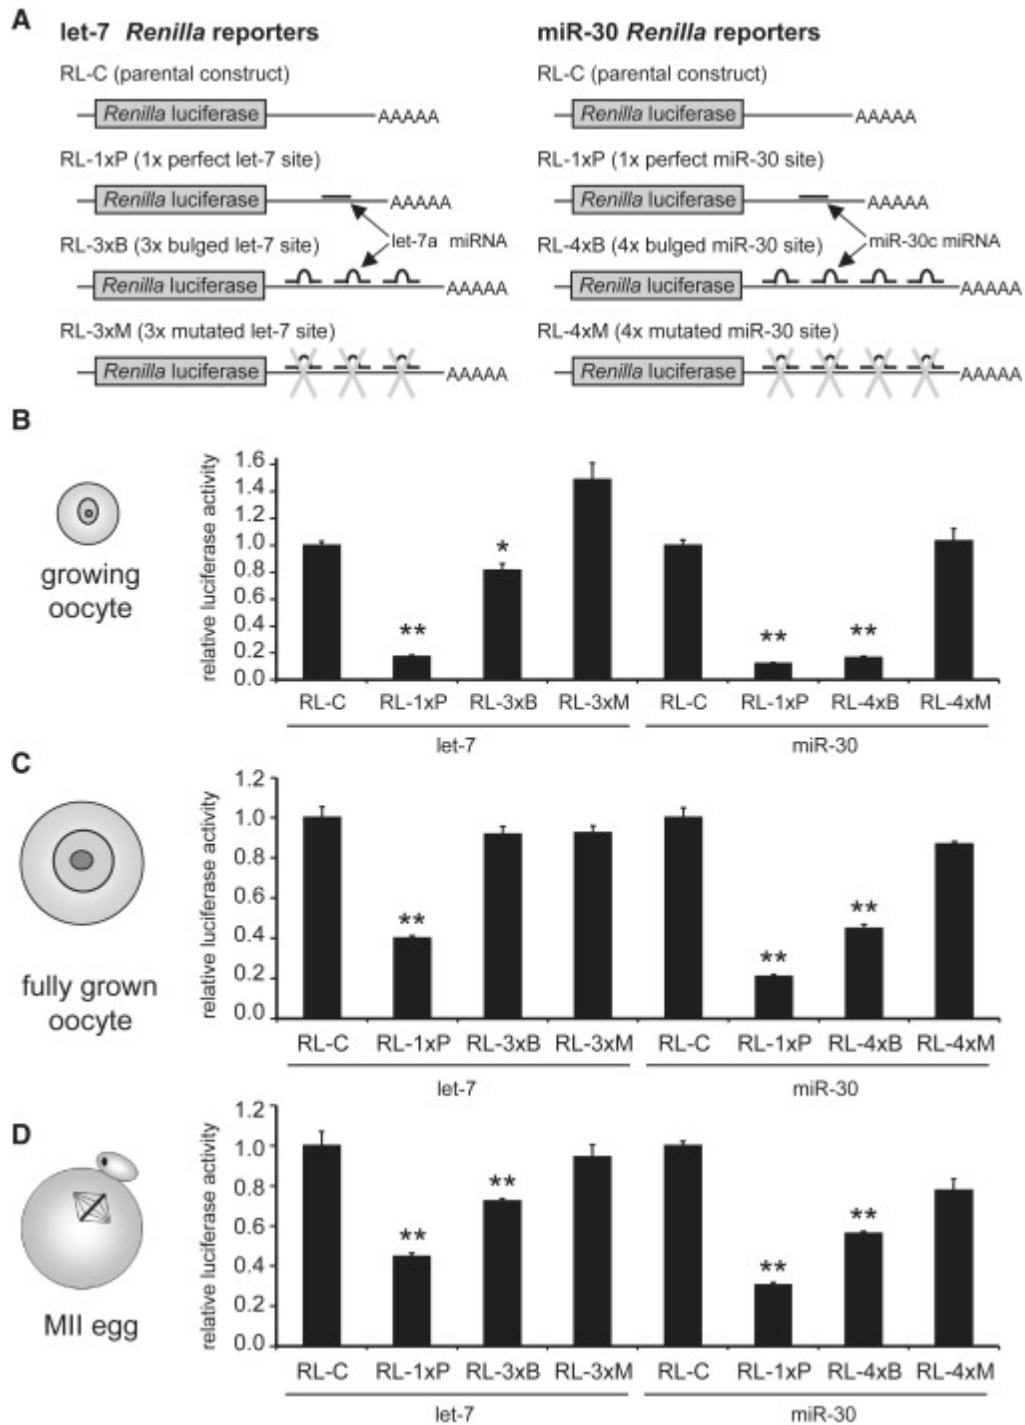 A
let-7 Renilla reporters
miR-30 Renilla reporters
RL-C (parental construct)
RL-C (parental construct)
Renilla luciferase
AAAAA
Renilla luciferase
AAAAA
RL-1xP (1x perfect let-7 site)
RL-1xP (1x perfect miR-30 site)
Renilla luciferase
AAAAA
Renilla luciferase
AAAAA
let-7a miRNA
miR-30c miRNA
RL-3xB (3x bulged let-7 site)
RL-4xB (4x bulged miR-30 site)
Renilla luciferase
AAAAA
Renilla luciferase
AAAAA
RL-3xM (3x mutated let-7 site)
RL-4xM (4x mutated miR-30 site)
Renilla luciferase
AAAAA
Renilla luciferase
AAAAA
B
growing
oocyte
relative luciferase activity
1.6
1.4
1.2
1.0
0.8
0.6
0.4
0.2
0.0
**
*
**
**
RL-C RL-1xP RL-3xB RL-3xM RL-C RL-1xP RL-4xB RL-4xM
let-7
miR-30
C
fully grown
oocyte
relative luciferase activity
1.2
1.0
0.8
0.6
0.4
0.2
0.0
**
**
**
RL-C RL-1xP RL-3xB RL-3xM RL-C RL-1xP RL-4xB RL-4xM
let-7
miR-30
D
MII egg
relative luciferase activity
1.2
1.0
0.8
0.6
0.4
0.2
0.0
**
**
**
**
RL-C RL-1xP RL-3xB RL-3xM RL-C RL-1xP RL-4xB RL-4xM
let-7
miR-30